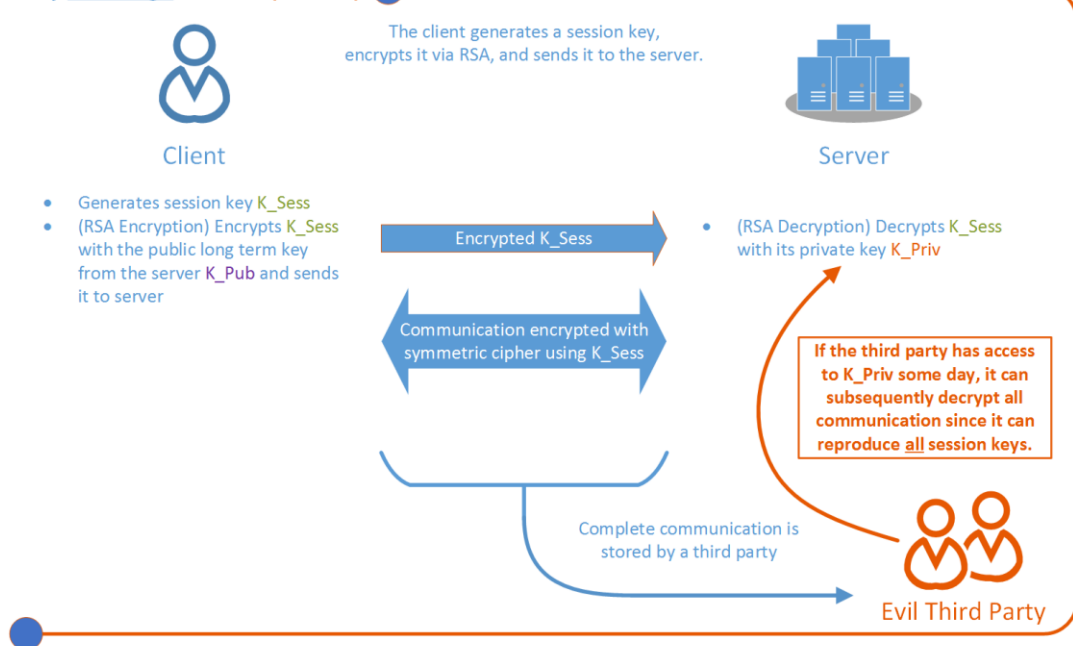 The client generates a session key,
encrypts it via RSA, and sends it to the server.
Client
Server
• Generates session key K_Sess
• (RSA Encryption) Encrypts K_Sess
with the public long term key
from the server K_Pub and sends
it to server
Encrypted K_Sess
• (RSA Decryption) Decrypts K_Sess
with its private key K_Priv
Communication encrypted with
symmetric cipher using K_Sess
If the third party has access
to K_Priv some day, it can
subsequently decrypt all
communication since it can
reproduce all session keys.
Complete communication is
stored by a third party
Evil Third Party